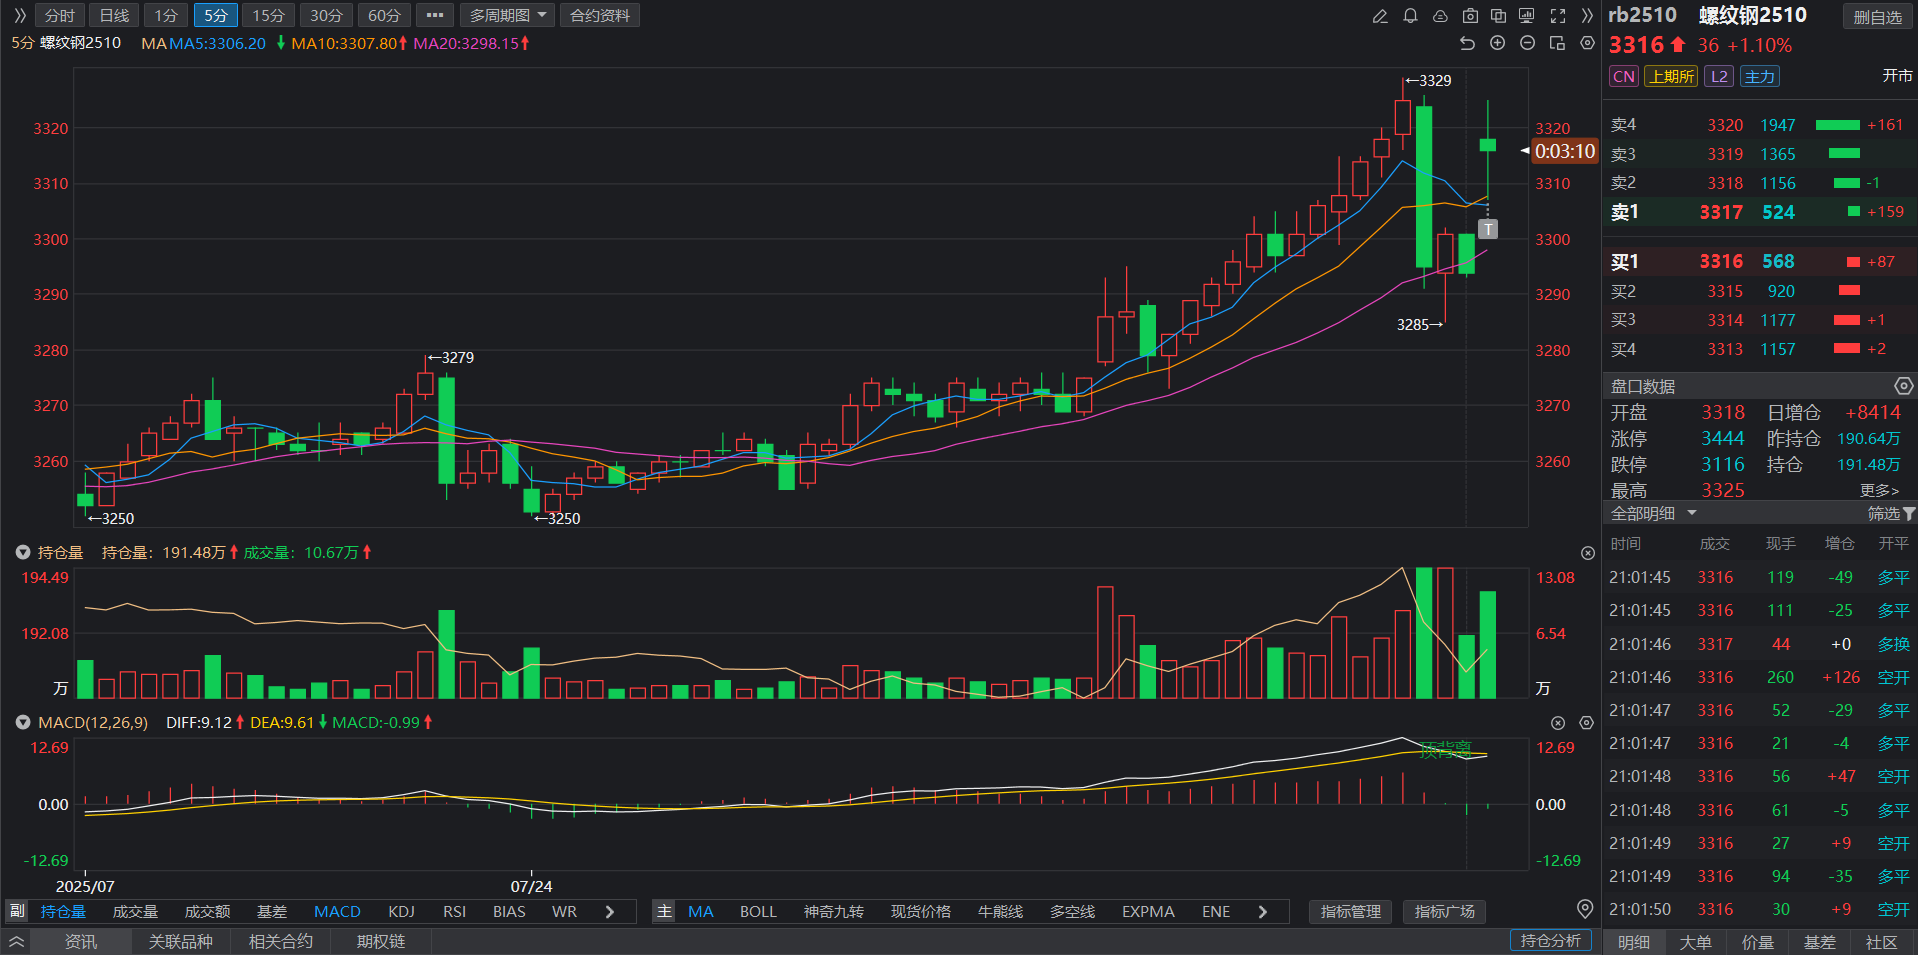 分时 日线 1分 5分 15分 30分 60分 ••• 多周期图 合约资料
5分 螺纹钢2510 MA MA5:3306.20 MA10:3307.80 MA20:3298.15
←3329
3320 3320
0:03:10
3310 3310
3300 3300
T
3290 3290
3285→
3280 3280
←3279
3270 3270
3260 3260
←3250 ←3250
持仓量 持仓量: 191.48万 成交量: 10.67万
194.49 13.08
192.08 6.54
万 万
MACD(12,26,9) DIFF:9.12 DEA:9.61 MACD:-0.99
12.69 12.69
顶背离
0.00 0.00
-12.69 -12.69
2025/07 07/24
副 持仓量 成交量 成交额 基差 MACD KDJ RSI BIAS WR 主 MA BOLL 神奇九转 现货价格 牛熊线 多空线 EXPMA ENE 指标管理 指标广场
资讯 关联品种 相关合约 期权链 持仓分析
rb2510 螺纹钢2510 删自选
3316 36 +1.10%
CN 上期所 L2 主力 开市
卖4 3320 1947 +161
卖3 3319 1365
卖2 3318 1156 -1
卖1 3317 524 +159
买1 3316 568 +87
买2 3315 920
买3 3314 1177 +1
买4 3313 1157 +2
盘口数据
开盘 3318 日增仓 +8414
涨停 3444 昨持仓 190.64万
跌停 3116 持仓 191.48万
最高 3325 更多>
全部明细 筛选
时间 成交 现手 增仓 开平
21:01:45 3316 119 -49 多平
21:01:45 3316 111 -25 多平
21:01:46 3317 44 +0 多换
21:01:46 3316 260 +126 空开
21:01:47 3316 52 -29 多平
21:01:47 3316 21 -4 多平
21:01:48 3316 56 +47 空开
21:01:48 3316 61 -5 多平
21:01:49 3316 27 +9 空开
21:01:49 3316 94 -35 多平
21:01:50 3316 30 +9 空开
明细 大单 价量 基差 社区